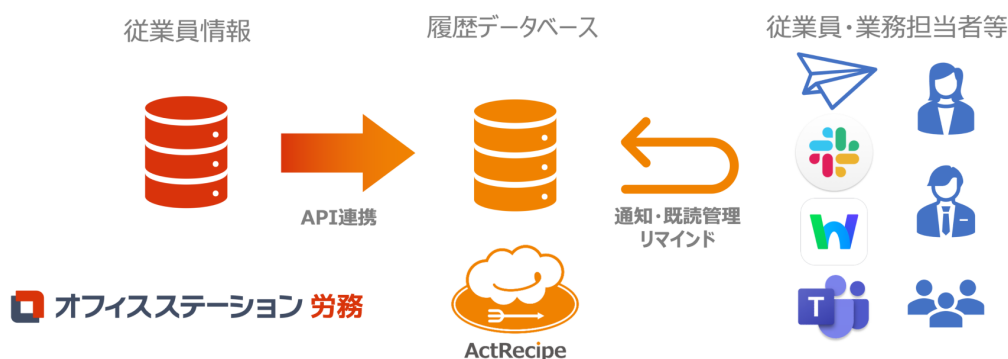 従業員情報
履歴データベース
従業員・業務担当者等
API連携
通知・既読管理
リマインド
オフィスステーション 労務
ActRecipe
T